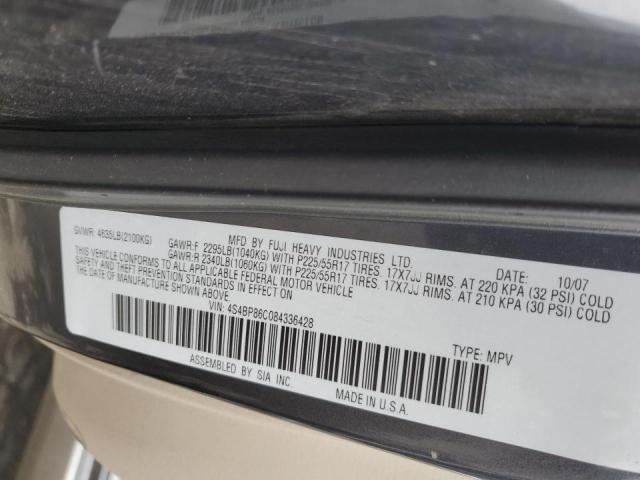 MFD BY FUJI HEAVY INDUSTRIES LTD. DATE: 10/07
GVWR: 4635LB(2100KG) GAWR:F 2295LB(1040KG) WITH P225/55R17 TIRES. 17X7JJ RIMS. AT 220 KPA (32 PSI) COLD
GAWR:R 2340LB(1060KG) WITH P225/55R17 TIRES. 17X7JJ RIMS. AT 210 KPA (30 PSI) COLD
THIS VEHICLE CONFORMS TO ALL APPLICABLE FEDERAL MOTOR VEHICLE
SAFETY AND THEFT PREVENTION STANDARDS IN EFFECT ON THE DATE OF
MANUFACTURE SHOWN ABOVE.
VIN: 4S4BP86C084336428 TYPE: MPV
ASSEMBLED BY SIA INC. MADE IN U.S.A.